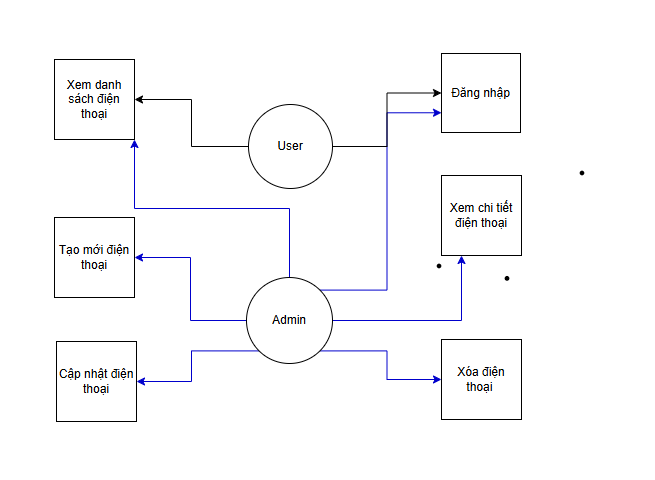 Xem danh
sách điện
thoại
User
Đăng nhập
Xem chi tiết
điện thoại
Tạo mới điện
thoại
Admin
Cập nhật điện
thoại
Xóa điện
thoại